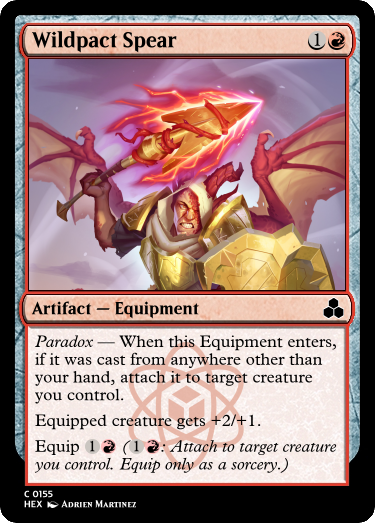 Wildpact Spear 1
Artifact — Equipment
Paradox — When this Equipment enters,
if it was cast from anywhere other than
your hand, attach it to target creature
you control.
Equipped creature gets +2/+1.
Equip 1 (1: Attach to target creature
you control. Equip only as a sorcery.)
C 0155
HEX Adrien Martinez